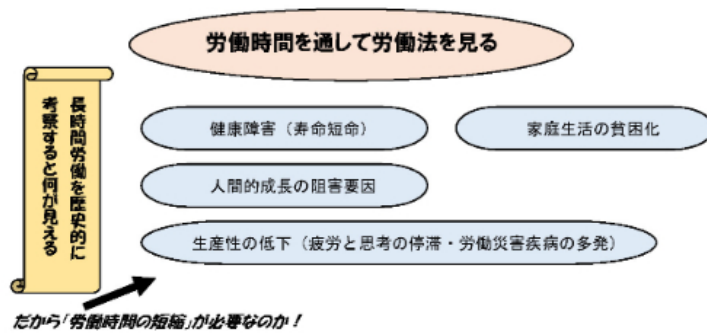 労働時間を通して労働法を見る
長時間労働を歴史的に
考察すると何が見える
健康障害（寿命短命）
家庭生活の貧困化
人間的成長の阻害要因
生産性の低下（疲労と思考の停滞・労働災害疾病の多発）
だから「労働時間の短縮」が必要なのか！